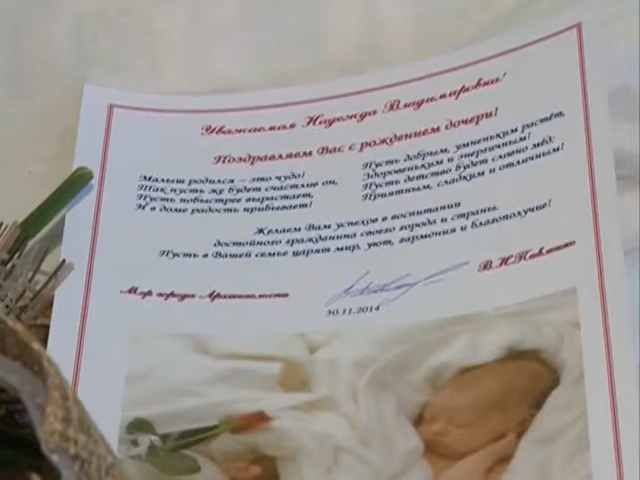 Уважаемая Надежда Владимировна!
Поздравляем Вас с рождением дочери!
Малыш родился – это чудо!
Так пусть же будет счастлив он,
Пусть побыстрее вырастает,
И в доме радость прибывает!
Пусть добрым, умненьким растёт,
Здоровеньким и энергичным!
Пусть детство будет словно мёд:
Приятным, сладким и отличным!
Желаем Вам успехов в воспитании
достойного гражданина своего города и страны.
Пусть в Вашей семье царят мир, уют, гармония и благополучие!
Мэр города Архангельска
В.Н.Павленко
30.11.2014